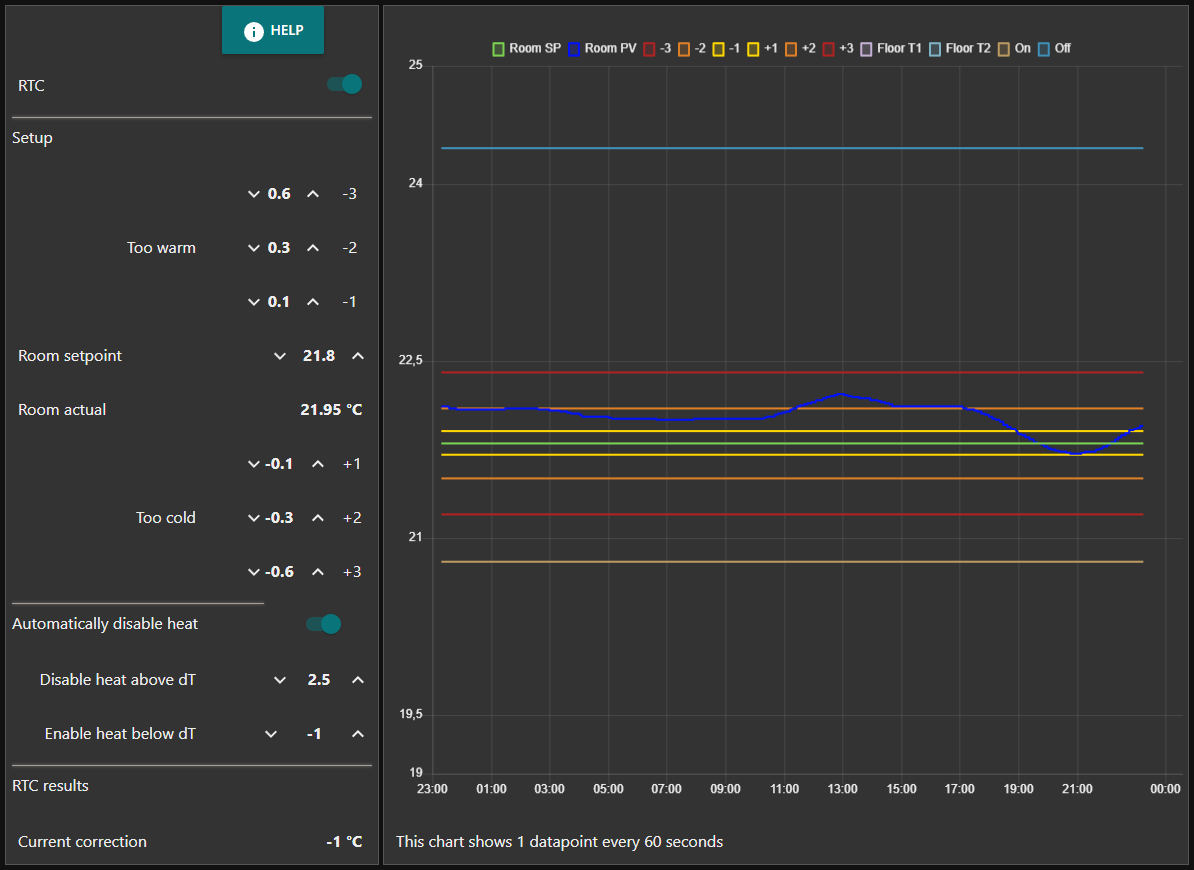 HELP
RTC
Setup
0.6 -3
Too warm 0.3 -2
0.1 -1
Room setpoint 21.8
Room actual 21.95 °C
-0.1 +1
Too cold -0.3 +2
-0.6 +3
Automatically disable heat
Disable heat above dT 2.5
Enable heat below dT -1
RTC results
Current correction -1 °C
Room SP Room PV -3 -2 -1 +1 +2 +3 Floor T1 Floor T2 On Off
25
24
22,5
21
19,5
19
23:00 01:00 03:00 05:00 07:00 09:00 11:00 13:00 15:00 17:00 19:00 21:00 00:00
This chart shows 1 datapoint every 60 seconds